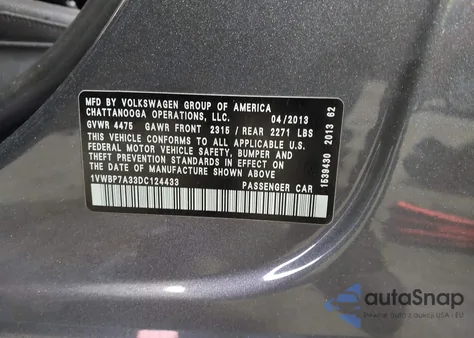 MFD BY VOLKSWAGEN GROUP OF AMERICA
CHATTANOOGA OPERATIONS, LLC. 04/2013
GVWR 4475 GAWR FRONT 2315 / REAR 2271 LBS
THIS VEHICLE CONFORMS TO ALL APPLICABLE U.S.
FEDERAL MOTOR VEHICLE SAFETY, BUMPER AND
THEFT PREVENTION STANDARDS IN EFFECT ON
THE DATE OF MANUFACTURE SHOWN ABOVE
1VWBP7A33DC124433 PASSENGER CAR
1539430 2013 62
autoSnap
USA | EU